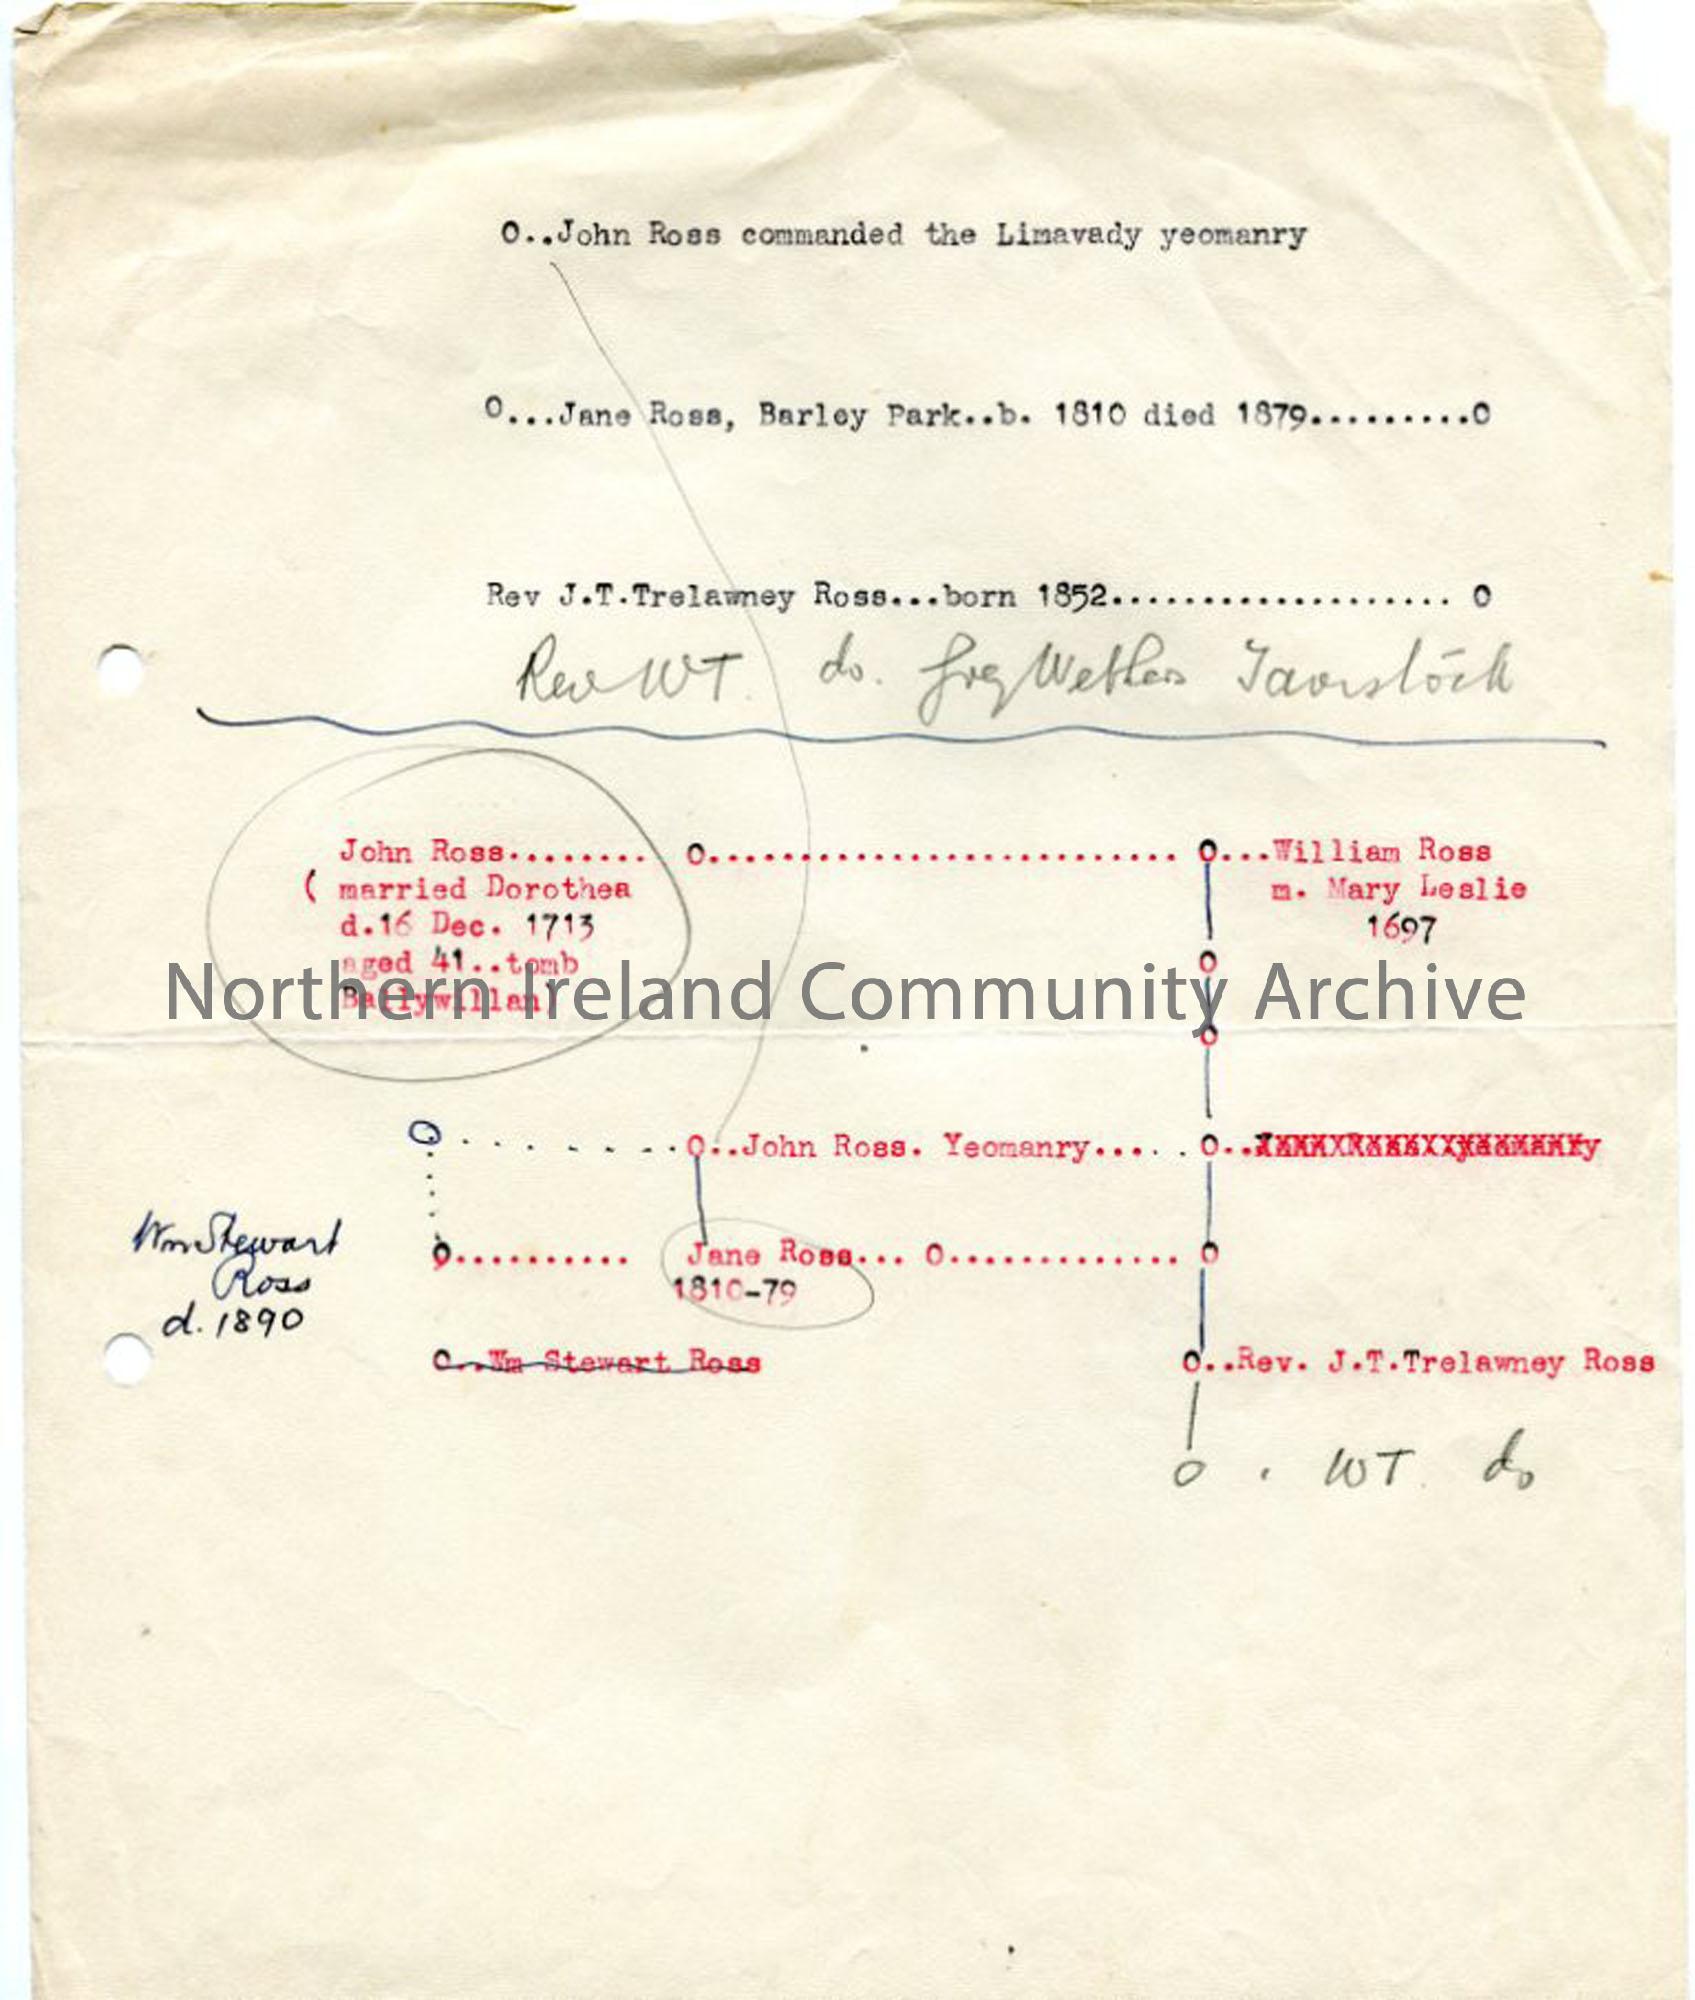 O..John Ross commanded the Limavady yeomanry
O...Jane Ross, Barley Park..b. 1810 died 1879.........O
Rev J.T.Trelawney Ross...born 1852................... O
Rev WT. do.
John Ross........ O.......................... O...William Ross
( married Dorothea m. Mary Leslie
d.16 Dec. 1713 1697
aged 41..tomb O
Ballywillan)
Northern Ireland Community Archive
O
O . . . . . . . O..John Ross. Yeomanry.... . O..
Wm Stewart O.......... Jane Ross... O............. O
Ross 1810-79
d. 1890
O..Wm Stewart Ross O..Rev. J.T.Trelawney Ross
O . WT. do